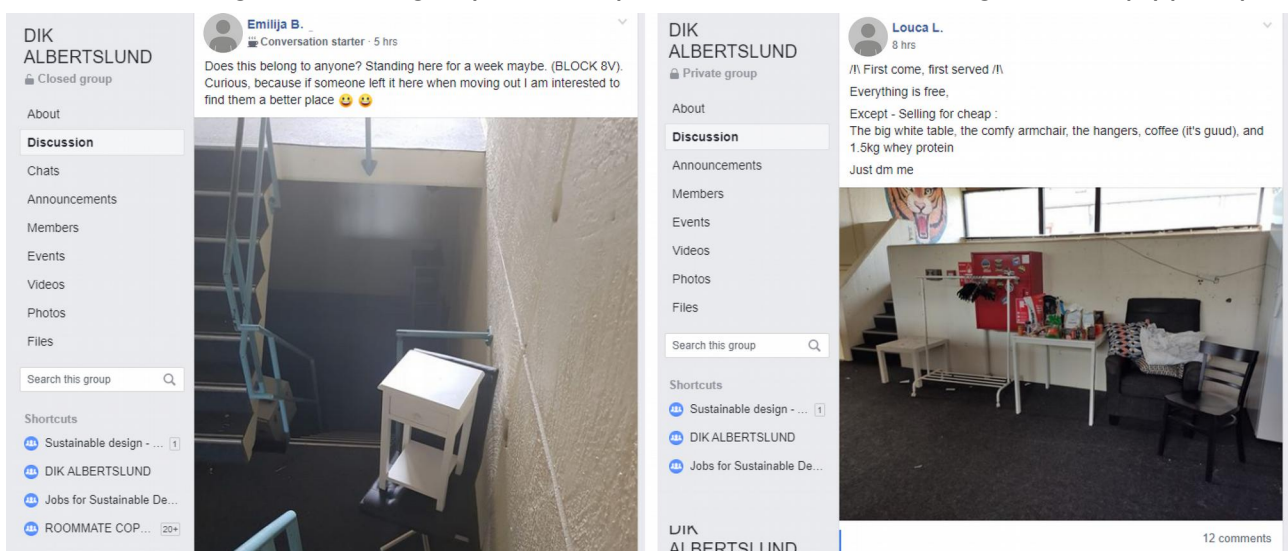 DIK
ALBERTSLUND
Closed group
About
Discussion
Chats
Announcements
Members
Events
Videos
Photos
Files
Search this group
Shortcuts
Sustainable design - ... 1
DIK ALBERTSLUND
Jobs for Sustainable De...
ROOMMATE COP... 20+
Emilija B.
Conversation starter · 5 hrs
Does this belong to anyone? Standing here for a week maybe. (BLOCK 8V).
Curious, because if someone left it here when moving out I am interested to
find them a better place 😀 😀
DIK
ALBERTSLUND
Private group
About
Discussion
Announcements
Members
Events
Videos
Photos
Files
Search this group
Shortcuts
Sustainable design - ... 1
DIK ALBERTSLUND
Jobs for Sustainable De...
DIK
ALBERTSLUND
Louca L.
8 hrs
/!\ First come, first served /!\
Everything is free,
Except - Selling for cheap :
The big white table, the comfy armchair, the hangers, coffee (it's guud), and
1.5kg whey protein
Just dm me
12 comments